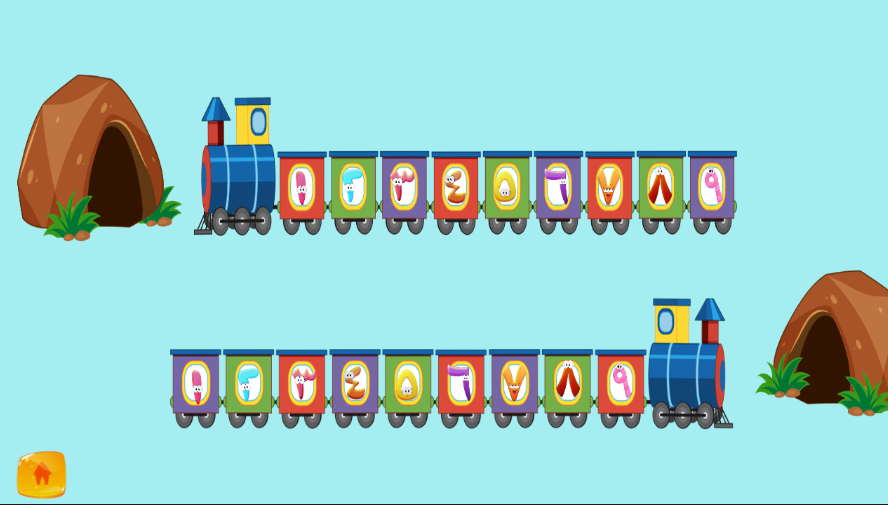 ١ ٢ ٣ ٤ ٥ ٦ ٧ ٨ ٩
١ ٢ ٣ ٤ ٥ ٦ ٧ ٨ ٩